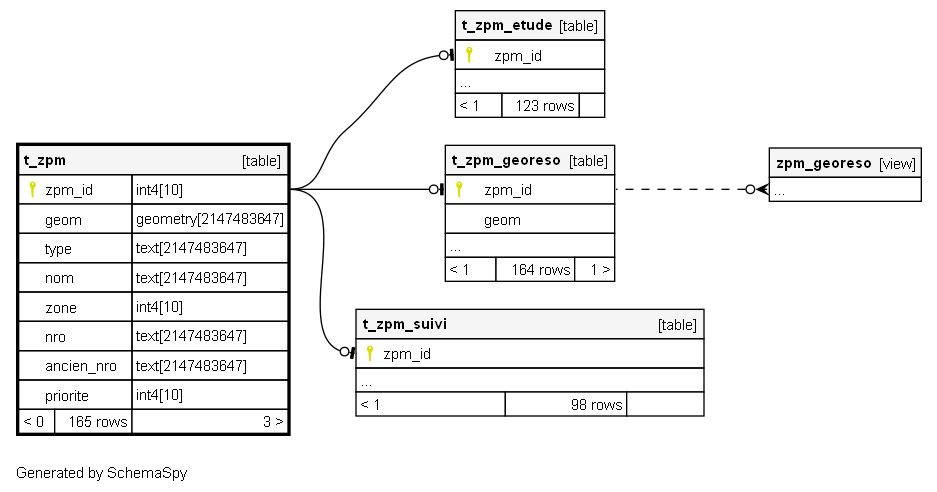 t_zpm_etude [table]
zpm_id
...
< 1 123 rows
t_zpm [table]
zpm_id int4[10]
geom geometry[2147483647]
type text[2147483647]
nom text[2147483647]
zone int4[10]
nro text[2147483647]
ancien_nro text[2147483647]
priorite int4[10]
< 0 165 rows 3 >
t_zpm_georeso [table]
zpm_id
geom
...
< 1 164 rows 1 >
zpm_georeso [view]
...
t_zpm_suivi [table]
zpm_id
...
< 1 98 rows
Generated by SchemaSpy